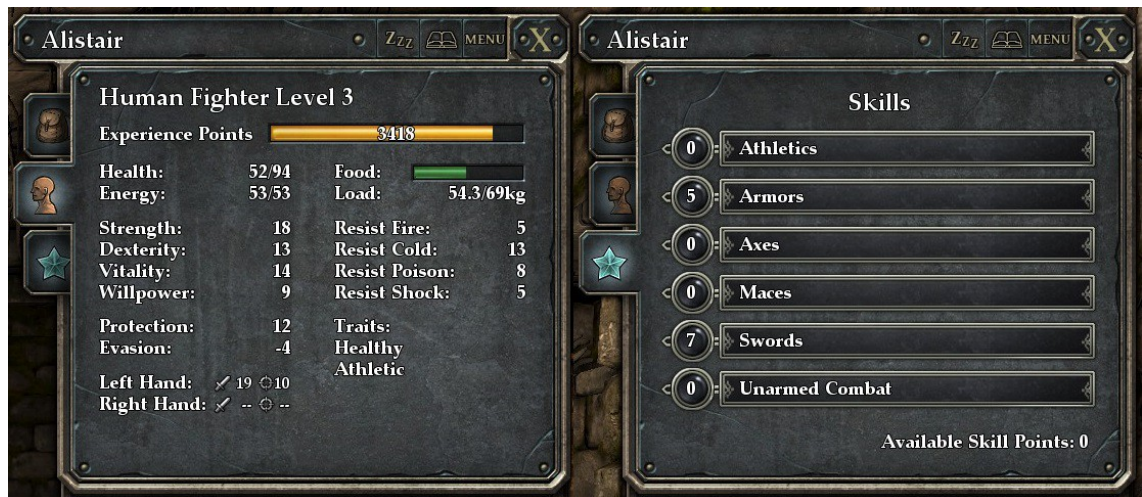 Alistair
Zzz MENU X
Human Fighter Level 3
Experience Points 3418
Health: 52/94 Food:
Energy: 53/53 Load: 54.3/69kg
Strength: 18 Resist Fire: 5
Dexterity: 13 Resist Cold: 13
Vitality: 14 Resist Poison: 8
Willpower: 9 Resist Shock: 5
Protection: 12 Traits:
Evasion: -4 Healthy
Athletic
Left Hand: 19 10
Right Hand: -- --
Alistair
Zzz MENU X
Skills
0 Athletics
5 Armors
0 Axes
0 Maces
7 Swords
0 Unarmed Combat
Available Skill Points: 0